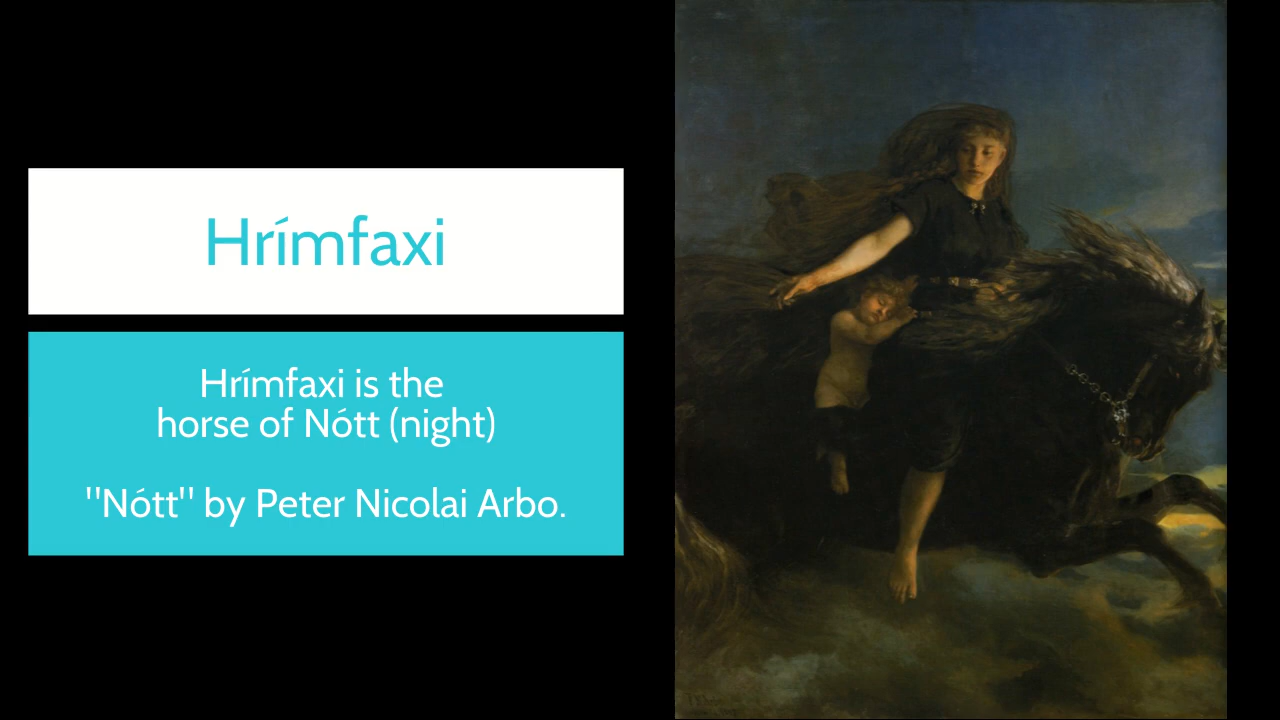 Hrímfaxi
Hrímfaxi is the
horse of Nótt (night)
"Nótt" by Peter Nicolai Arbo.